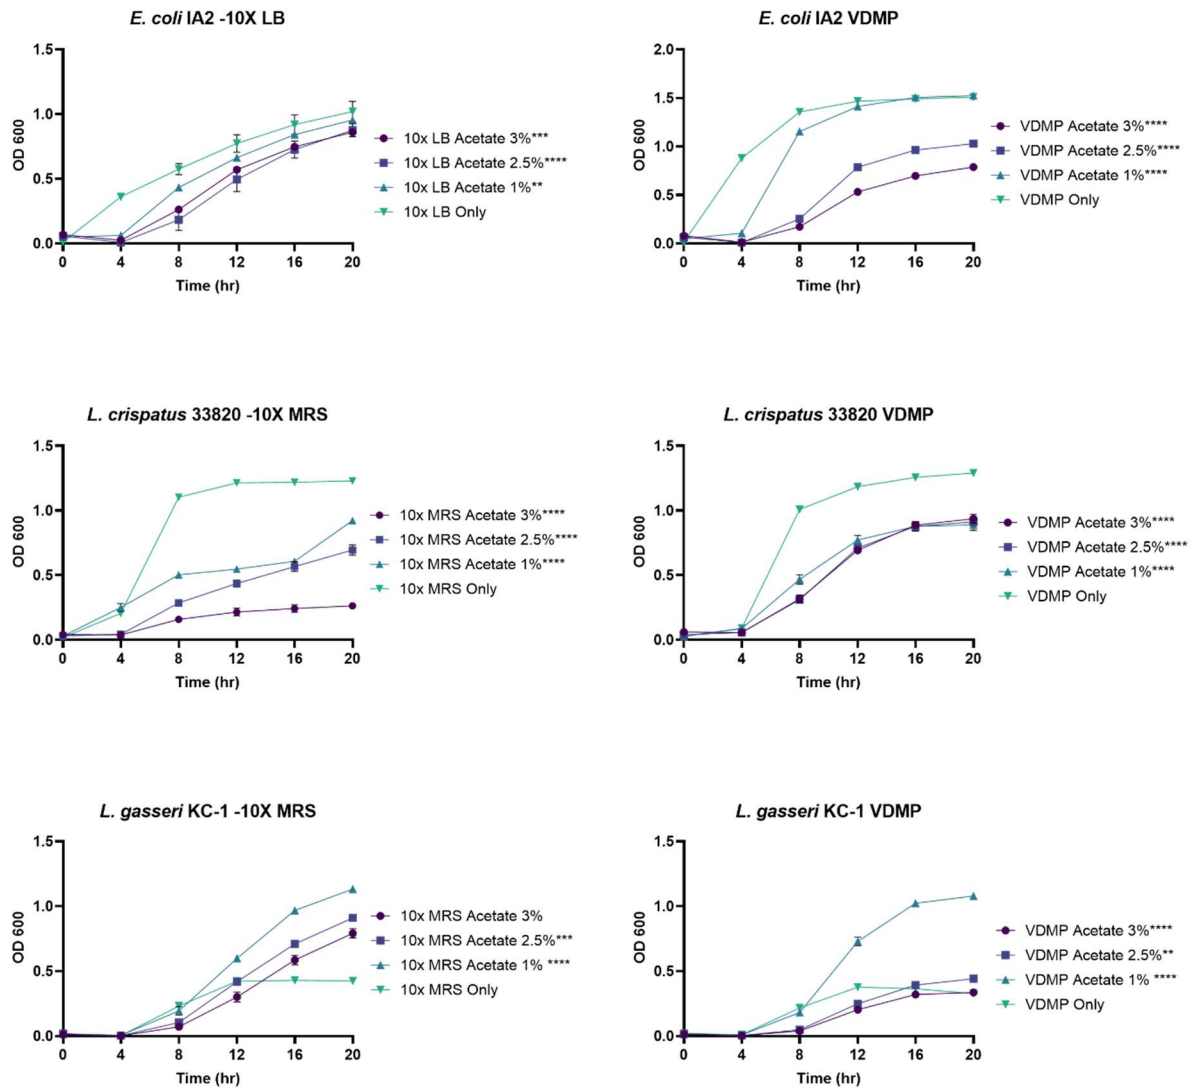 E. coli IA2 -10X LB
1.5
1.0
0.5
0.0
OD 600
0 4 8 12 16 20
Time (hr)
10x LB Acetate 3%***
10x LB Acetate 2.5%****
10x LB Acetate 1%**
10x LB Only
E. coli IA2 VDMP
2.0
1.5
1.0
0.5
0.0
OD 600
0 4 8 12 16 20
Time (hr)
VDMP Acetate 3%****
VDMP Acetate 2.5%****
VDMP Acetate 1%****
VDMP Only
L. crispatus 33820 -10X MRS
1.5
1.0
0.5
0.0
OD 600
0 4 8 12 16 20
Time (hr)
10x MRS Acetate 3%****
10x MRS Acetate 2.5%****
10x MRS Acetate 1%****
10x MRS Only
L. crispatus 33820 VDMP
1.5
1.0
0.5
0.0
OD 600
0 4 8 12 16 20
Time (hr)
VDMP Acetate 3%****
VDMP Acetate 2.5%****
VDMP Acetate 1%****
VDMP Only
L. gasseri KC-1 -10X MRS
1.5
1.0
0.5
0.0
OD 600
0 4 8 12 16 20
Time (hr)
10x MRS Acetate 3%
10x MRS Acetate 2.5%***
10x MRS Acetate 1% ****
10x MRS Only
L. gasseri KC-1 VDMP
1.5
1.0
0.5
0.0
OD 600
0 4 8 12 16 20
Time (hr)
VDMP Acetate 3%****
VDMP Acetate 2.5%**
VDMP Acetate 1% ****
VDMP Only